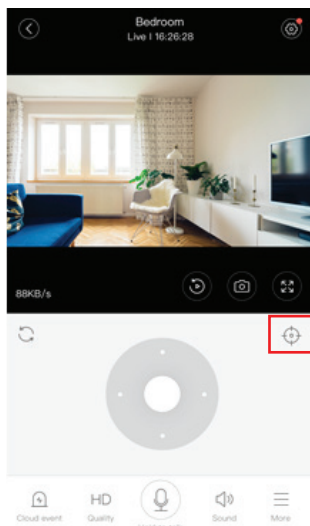 Bedroom
Live | 16:26:28
88KB/s
HD
Cloud event
Quality
Sound
More